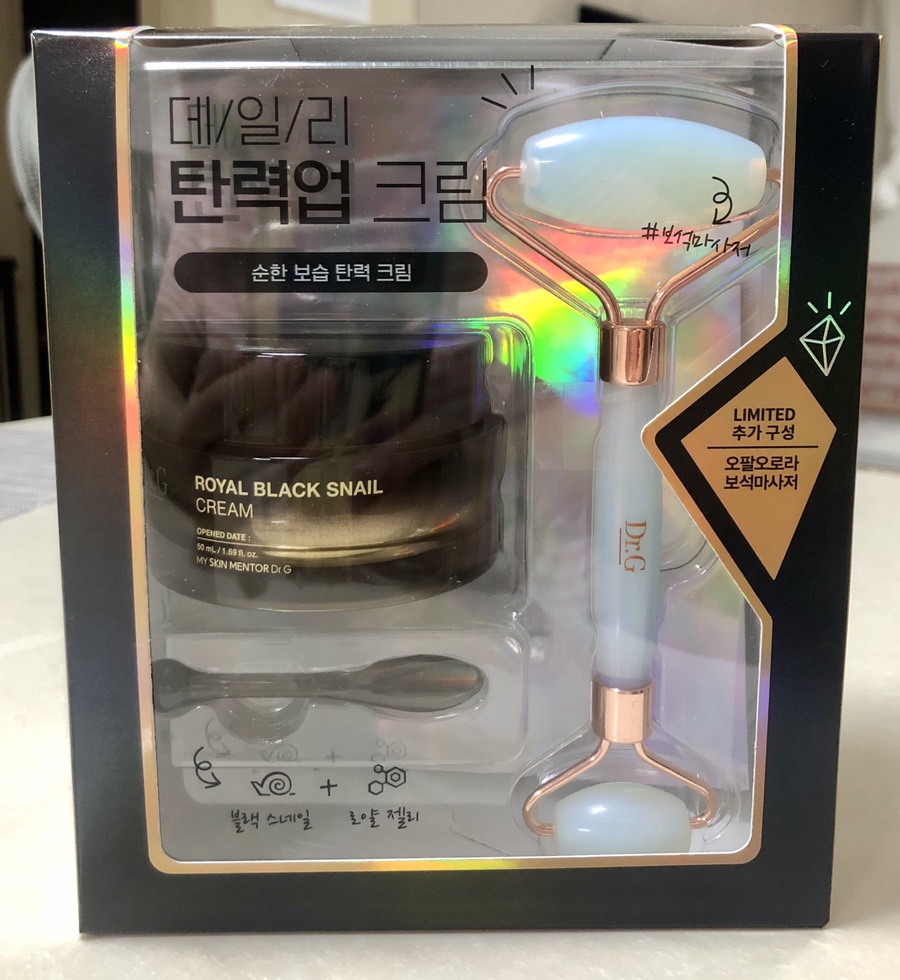 데/일/리
탄력업 크림
순한 보습 탄력 크림
#보석마사저
LIMITED
추가 구성
오팔오로라
보석마사저
ROYAL BLACK SNAIL
CREAM
OPENED DATE :
50 mL / 1.69 fl. oz.
MY SKIN MENTOR Dr.G
Dr.G
+
블랙 스네일
로얄 젤리